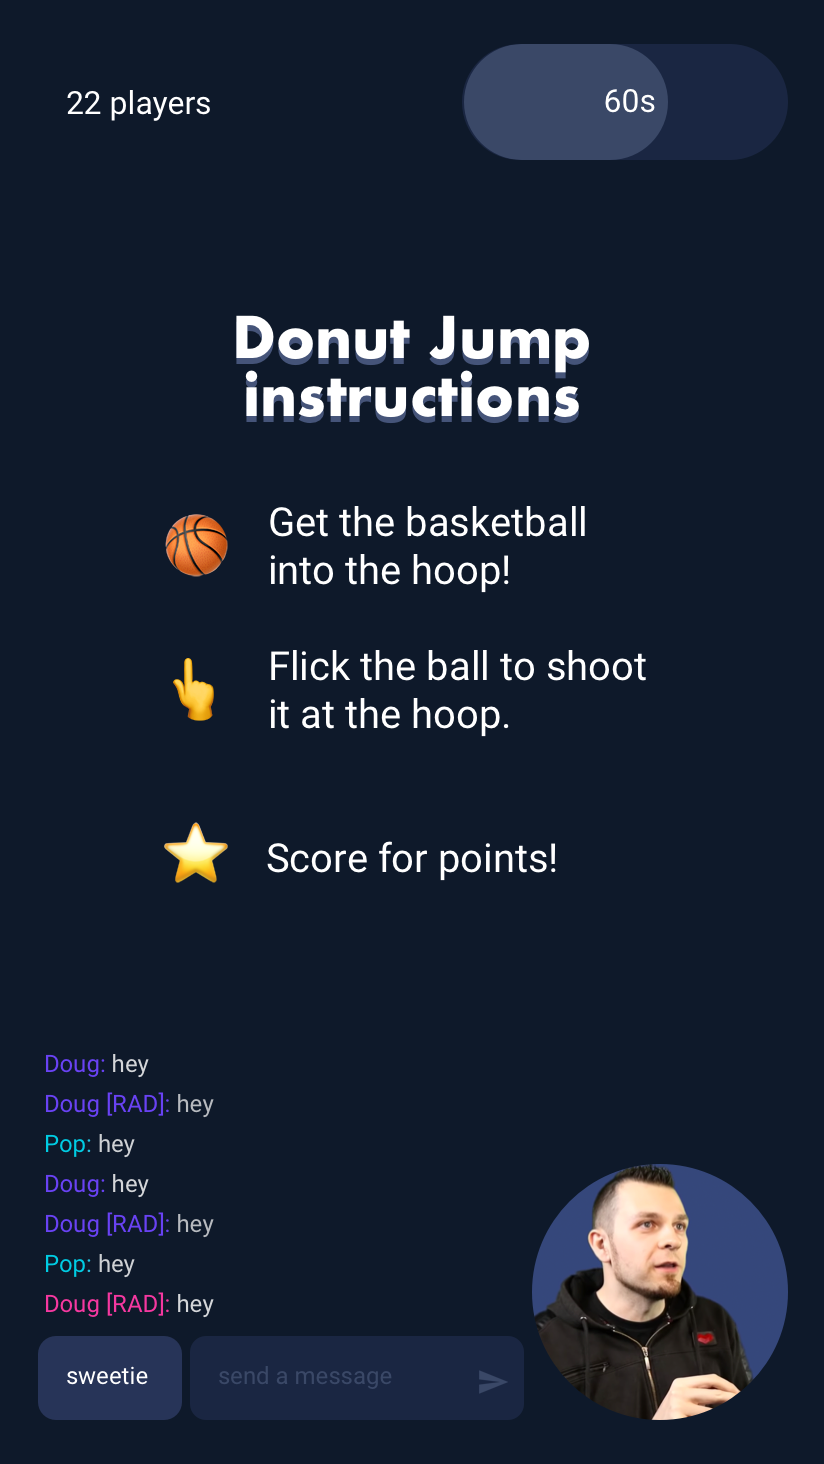 22 players
60s
Donut Jump
instructions
Get the basketball
into the hoop!
Flick the ball to shoot
it at the hoop.
Score for points!
Doug: hey
Doug [RAD]: hey
Pop: hey
Doug: hey
Doug [RAD]: hey
Pop: hey
Doug [RAD]: hey
sweetie
send a message